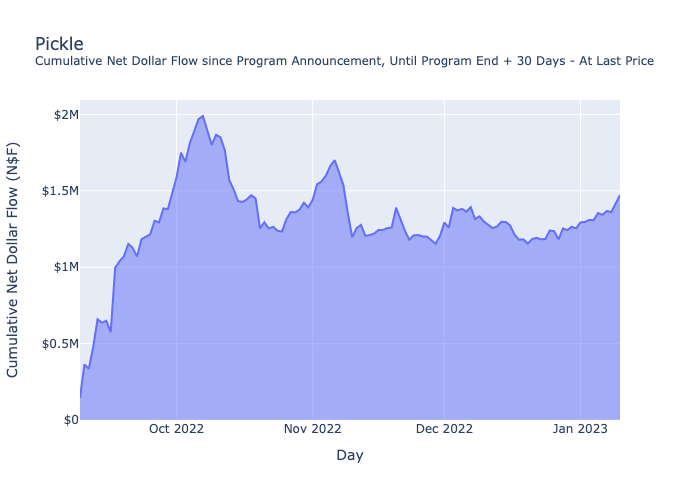 Pickle
Cumulative Net Dollar Flow since Program Announcement, Until Program End + 30 Days - At Last Price
Cumulative Net Dollar Flow (N$F)
$2M
$1.5M
$1M
$0.5M
$0
Oct 2022
Nov 2022
Dec 2022
Jan 2023
Day